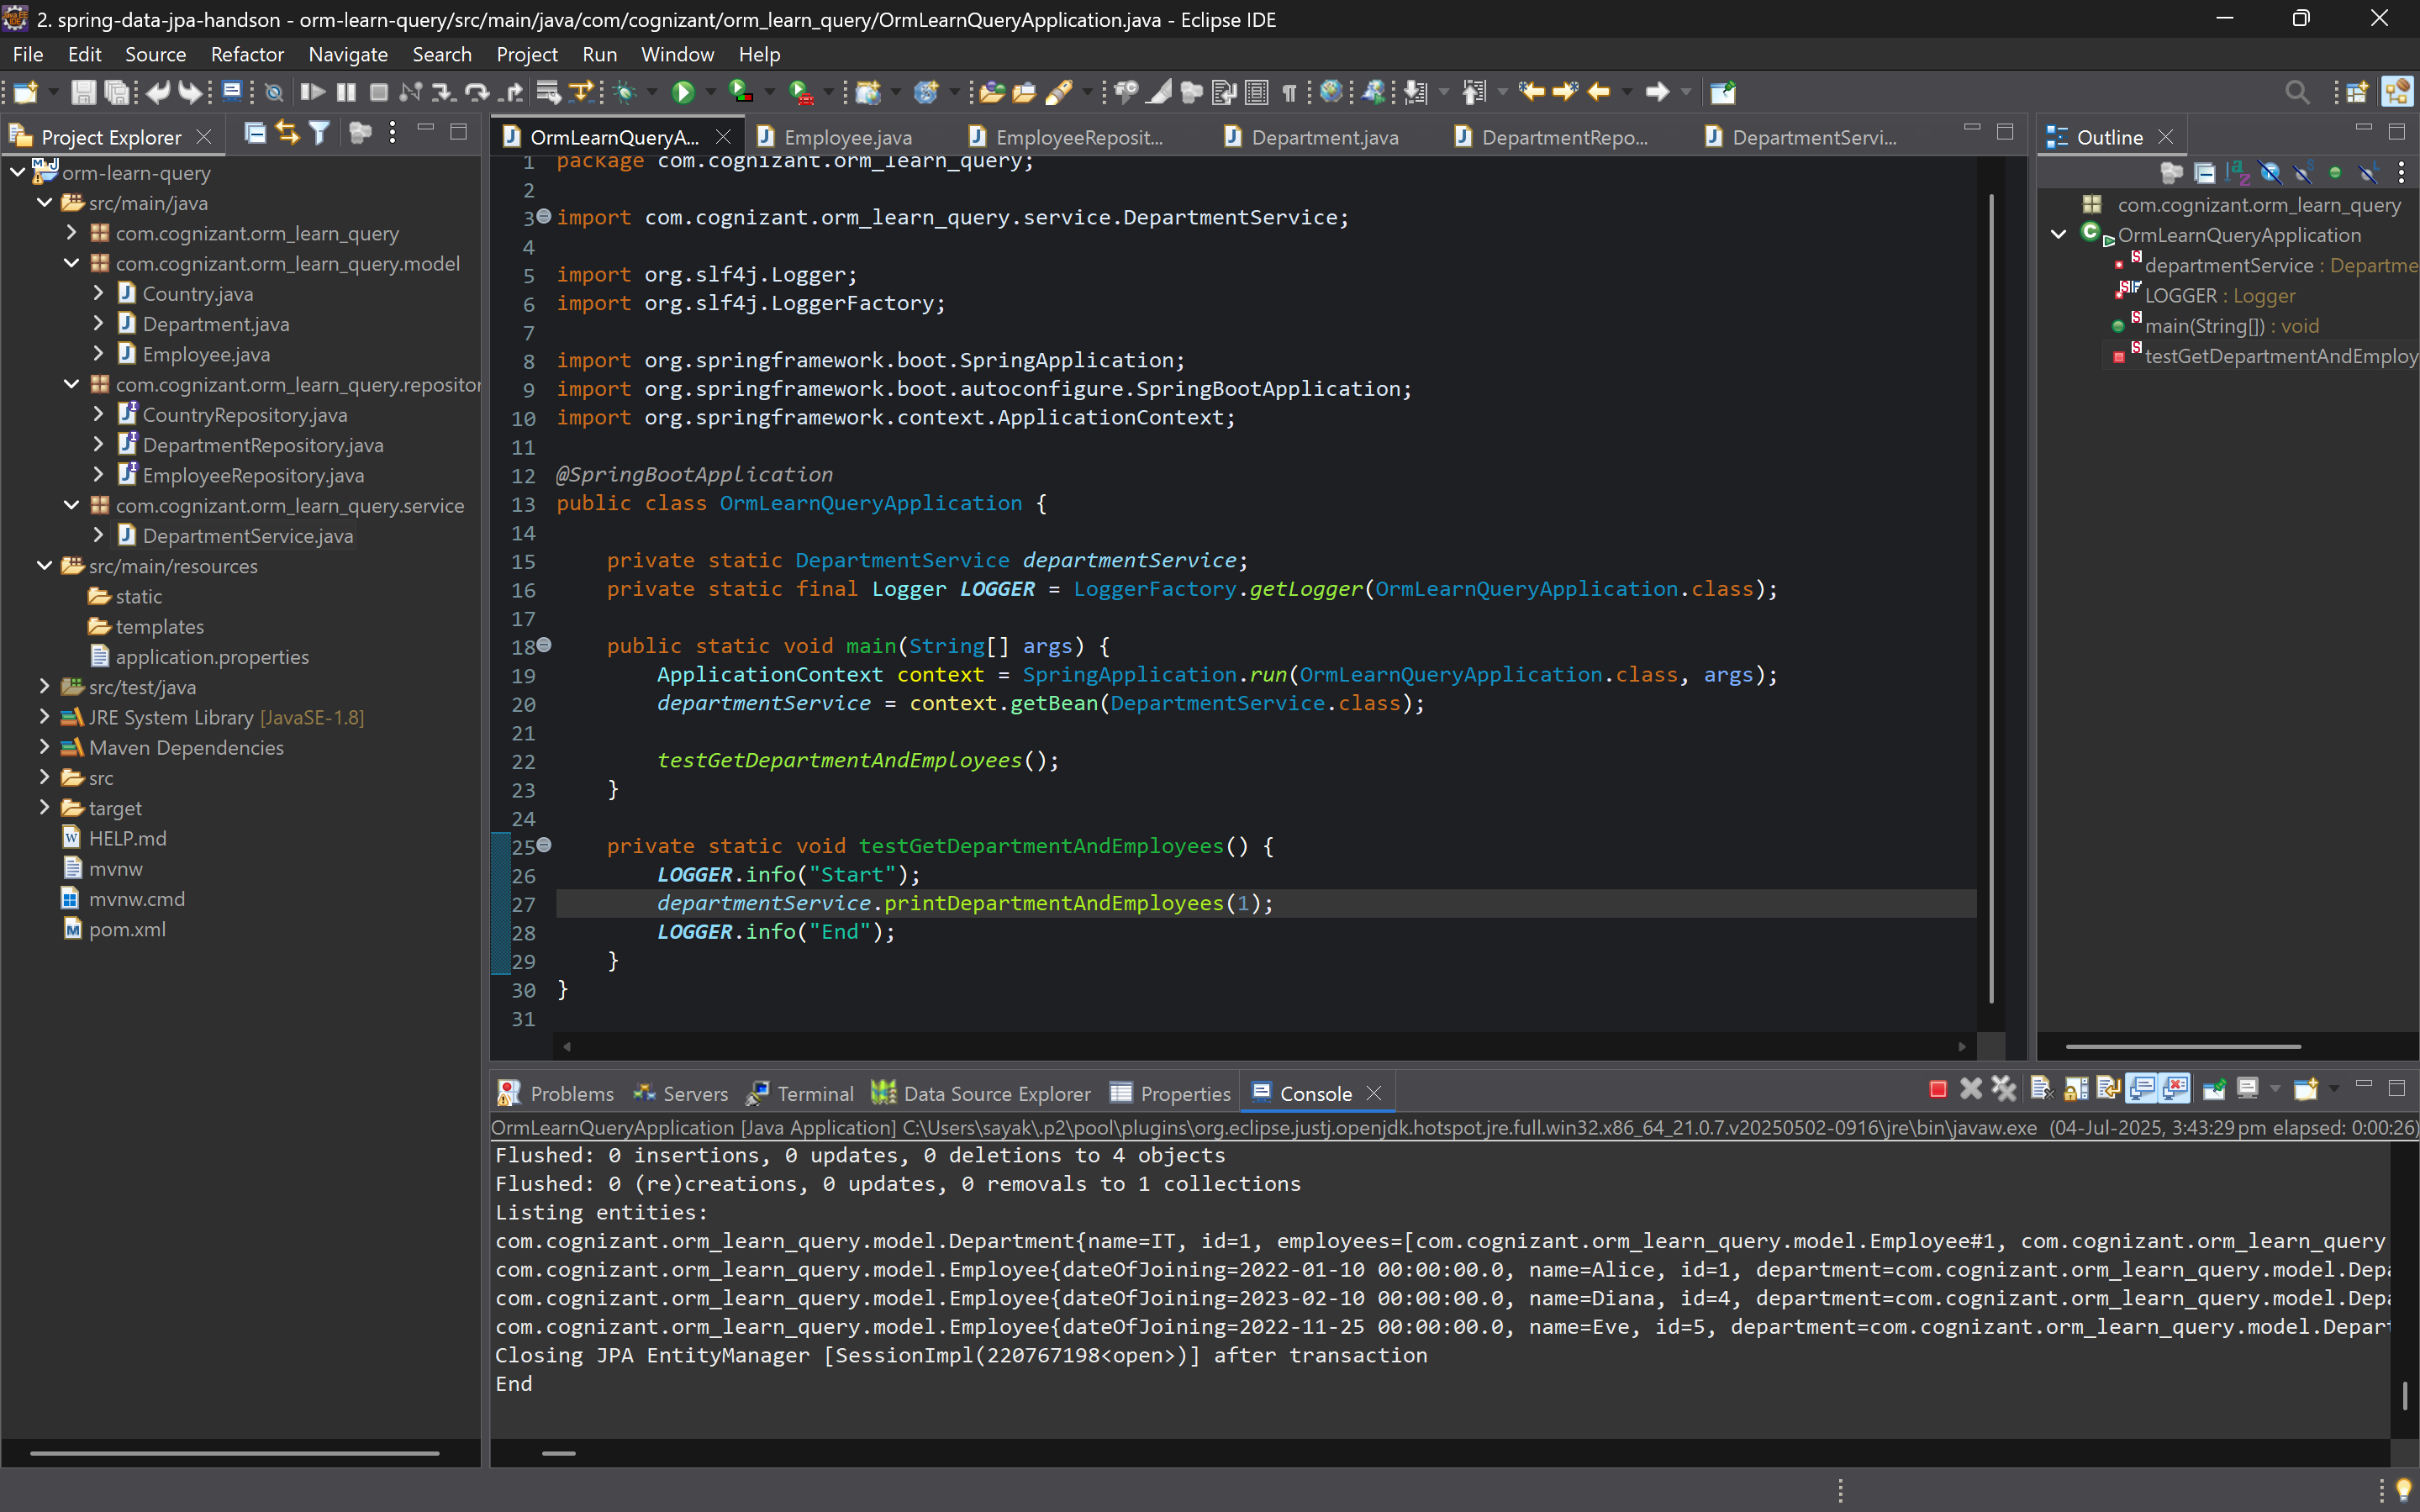 2. spring-data-jpa-handson - orm-learn-query/src/main/java/com/cognizant/orm_learn_query/OrmLearnQueryApplication.java - Eclipse IDE
File Edit Source Refactor Navigate Search Project Run Window Help
Project Explorer
orm-learn-query
src/main/java
com.cognizant.orm_learn_query
com.cognizant.orm_learn_query.model
Country.java
Department.java
Employee.java
com.cognizant.orm_learn_query.repositor
CountryRepository.java
DepartmentRepository.java
EmployeeRepository.java
com.cognizant.orm_learn_query.service
DepartmentService.java
src/main/resources
static
templates
application.properties
src/test/java
JRE System Library [JavaSE-1.8]
Maven Dependencies
src
target
HELP.md
mvnw
mvnw.cmd
pom.xml
OrmLearnQueryA... Employee.java EmployeeReposit... Department.java DepartmentRepo... DepartmentServi...
1 package com.cognizant.orm_learn_query;
2
3 import com.cognizant.orm_learn_query.service.DepartmentService;
4
5 import org.slf4j.Logger;
6 import org.slf4j.LoggerFactory;
7
8 import org.springframework.boot.SpringApplication;
9 import org.springframework.boot.autoconfigure.SpringBootApplication;
10 import org.springframework.context.ApplicationContext;
11
12 @SpringBootApplication
13 public class OrmLearnQueryApplication {
14
15 private static DepartmentService departmentService;
16 private static final Logger LOGGER = LoggerFactory.getLogger(OrmLearnQueryApplication.class);
17
18 public static void main(String[] args) {
19 ApplicationContext context = SpringApplication.run(OrmLearnQueryApplication.class, args);
20 departmentService = context.getBean(DepartmentService.class);
21
22 testGetDepartmentAndEmployees();
23 }
24
25 private static void testGetDepartmentAndEmployees() {
26 LOGGER.info("Start");
27 departmentService.printDepartmentAndEmployees(1);
28 LOGGER.info("End");
29 }
30 }
31
Outline
com.cognizant.orm_learn_query
OrmLearnQueryApplication
departmentService : Departme
LOGGER : Logger
main(String[]) : void
testGetDepartmentAndEmploy
Problems Servers Terminal Data Source Explorer Properties Console
OrmLearnQueryApplication [Java Application] C:\Users\sayak\.p2\pool\plugins\org.eclipse.justj.openjdk.hotspot.jre.full.win32.x86_64_21.0.7.v20250502-0916\jre\bin\javaw.exe (04-Jul-2025, 3:43:29 pm elapsed: 0:00:26)
Flushed: 0 insertions, 0 updates, 0 deletions to 4 objects
Flushed: 0 (re)creations, 0 updates, 0 removals to 1 collections
Listing entities:
com.cognizant.orm_learn_query.model.Department{name=IT, id=1, employees=[com.cognizant.orm_learn_query.model.Employee#1, com.cognizant.orm_learn_query
com.cognizant.orm_learn_query.model.Employee{dateOfJoining=2022-01-10 00:00:00.0, name=Alice, id=1, department=com.cognizant.orm_learn_query.model.Depa
com.cognizant.orm_learn_query.model.Employee{dateOfJoining=2023-02-10 00:00:00.0, name=Diana, id=4, department=com.cognizant.orm_learn_query.model.Depa
com.cognizant.orm_learn_query.model.Employee{dateOfJoining=2022-11-25 00:00:00.0, name=Eve, id=5, department=com.cognizant.orm_learn_query.model.Depart
Closing JPA EntityManager [SessionImpl(220767198<open>)] after transaction
End